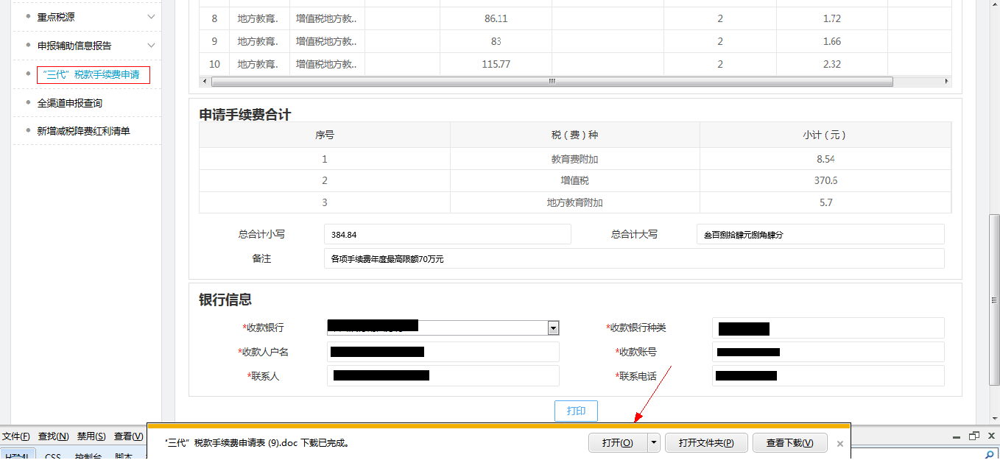 重点税源
申报辅助信息报告
“三代”税款手续费申请
全渠道申报查询
新增减税降费红利清单
8 地方教育.. 增值税地方教.. 86.11 2 1.72
9 地方教育.. 增值税地方教.. 83 2 1.66
10 地方教育.. 增值税地方教.. 115.77 2 2.32
申请手续费合计
序号 税(费)种 小计(元)
1 教育费附加 8.54
2 增值税 370.6
3 地方教育附加 5.7
总合计小写 384.84 总合计大写 叁百捌拾肆元捌角肆分
备注 各项手续费年度最高限额70万元
银行信息
*收款银行 *收款银行种类
*收款人户名 *收款账号
*联系人 *联系电话
打印
文件(F) 查找(N) 禁用(S) 查看(V)
“三代”税款手续费申请表 (9).doc 下载已完成。 打开(O) 打开文件夹(P) 查看下载(V) ×
HTML CSS 控制台 脚本